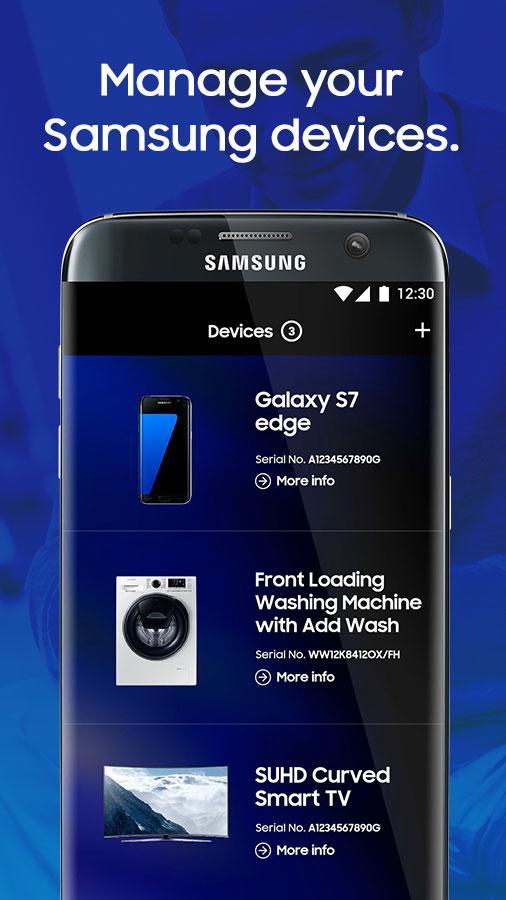 Manage your
Samsung devices.
SAMSUNG
12:30
Devices 3 +
Galaxy S7
edge
Serial No. A1234567890G
More info
Front Loading
Washing Machine
with Add Wash
Serial No. WW12K8412OX/FH
More info
SUHD Curved
Smart TV
Serial No. A1234567890G
More info